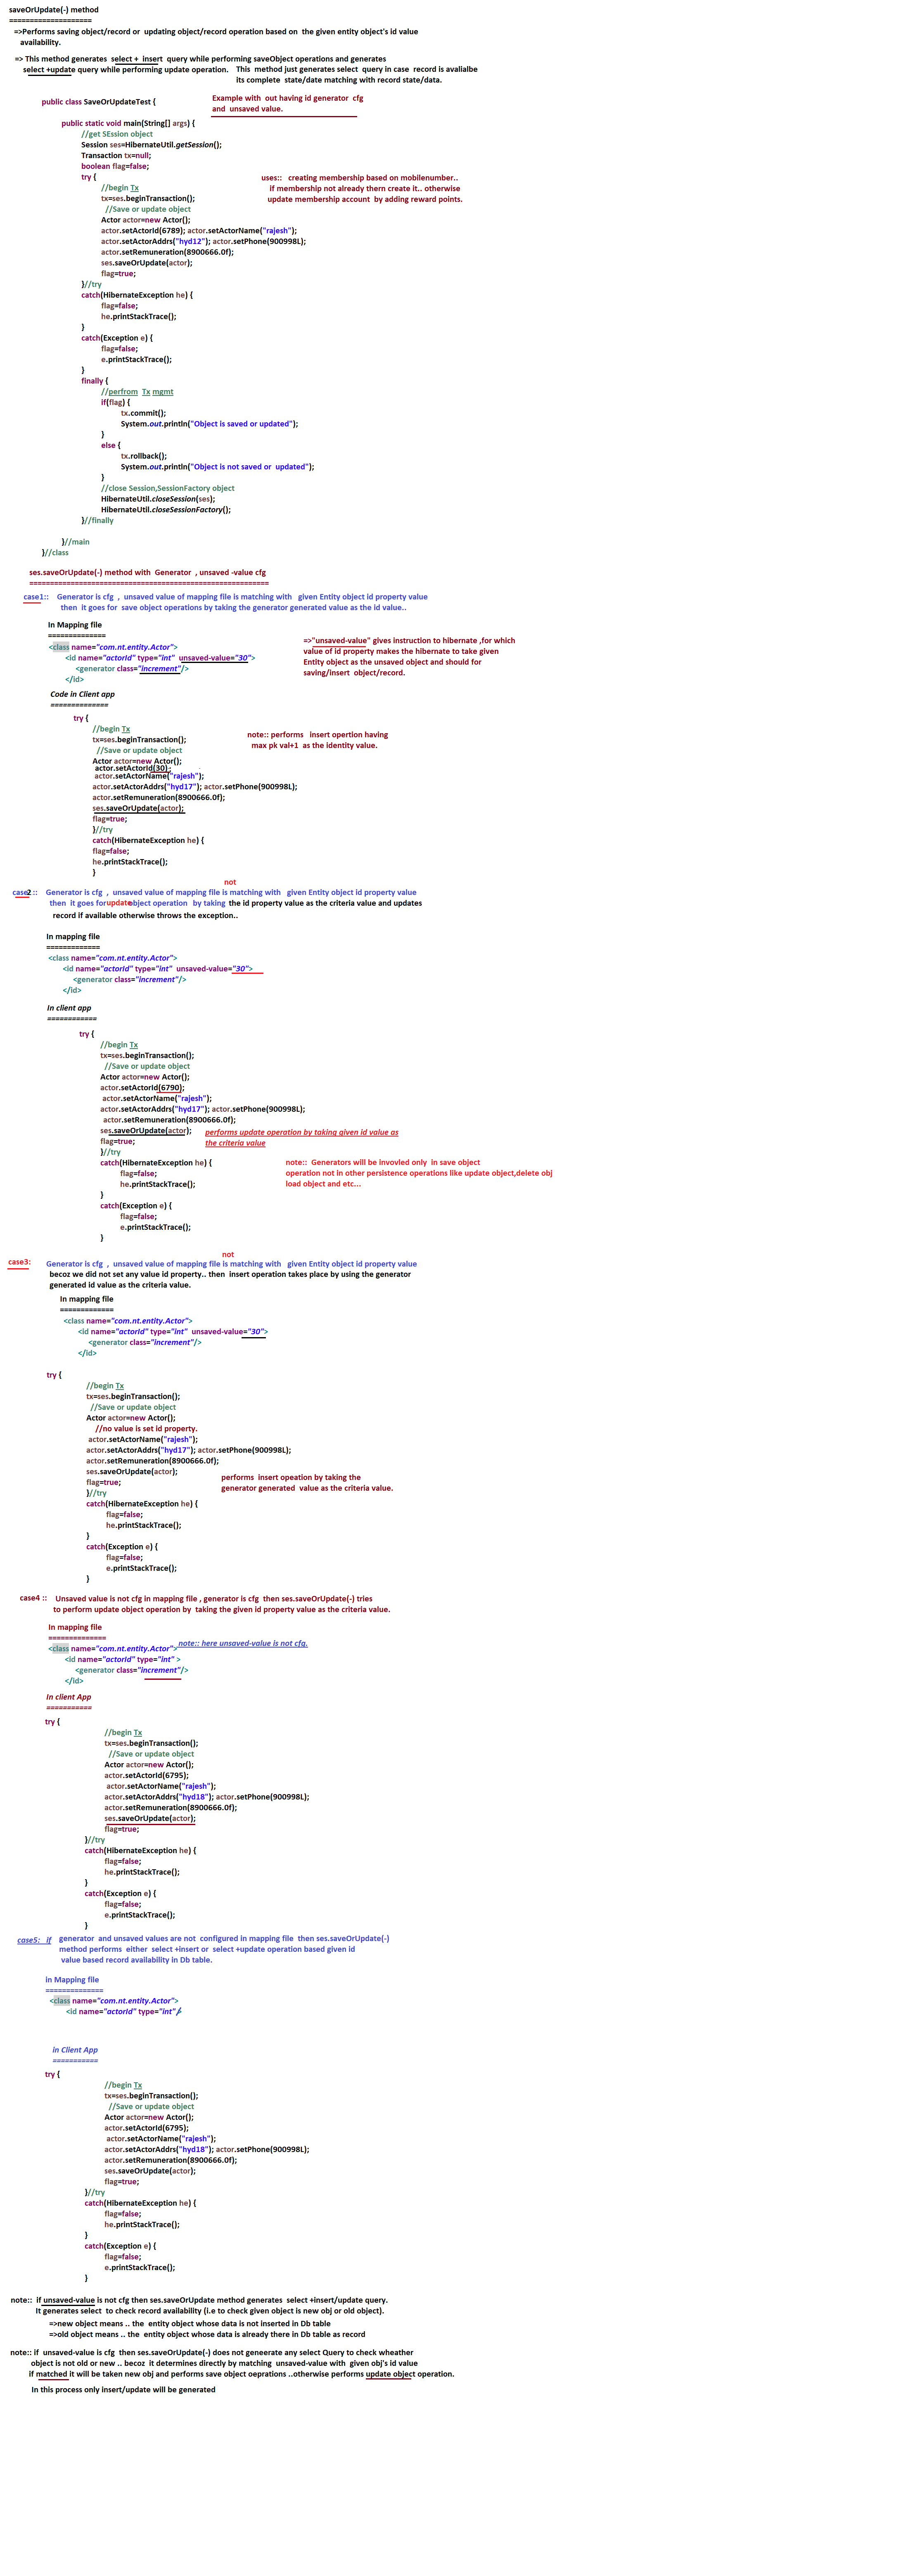 saveOrUpdate(-) method
====================
=>Performs saving object/record or updating object/record operation based on the given entity object's id value
availability.
=> This method generates select + insert query while performing saveObject operations and generates
select +update query while performing update operation. This method just generates select query in case record is avalialbe
its complete state/date matching with record state/data.
public class SaveOrUpdateTest {
Example with out having id generator cfg
and unsaved value.
public static void main(String[] args) {
//get SEssion object
Session ses=HibernateUtil.getSession();
Transaction tx=null;
boolean flag=false;
try {
uses:: creating membership based on mobilenumber..
if membership not already thern create it.. otherwise
update membership account by adding reward points.
//begin Tx
tx=ses.beginTransaction();
//Save or update object
Actor actor=new Actor();
actor.setActorId(6789); actor.setActorName("rajesh");
actor.setActorAddrs("hyd12"); actor.setPhone(900998L);
actor.setRemuneration(8900666.0f);
ses.saveOrUpdate(actor);
flag=true;
}//try
catch(HibernateException he) {
flag=false;
he.printStackTrace();
}
catch(Exception e) {
flag=false;
e.printStackTrace();
}
finally {
//perfrom Tx mgmt
if(flag) {
tx.commit();
System.out.println("Object is saved or updated");
}
else {
tx.rollback();
System.out.println("Object is not saved or updated");
}
//close Session,SessionFactory object
HibernateUtil.closeSession(ses);
HibernateUtil.closeSessionFactory();
}//finally
}//main
}//class
ses.saveOrUpdate(-) method with Generator , unsaved -value cfg
==========================================================
case1:: Generator is cfg , unsaved value of mapping file is matching with given Entity object id property value
then it goes for save object operations by taking the generator generated value as the id value..
In Mapping file
==============
<class name="com.nt.entity.Actor">
<id name="actorId" type="int" unsaved-value="30">
<generator class="increment"/>
</id>
=>"unsaved-value" gives instruction to hibernate ,for which
value of id property makes the hibernate to take given
Entity object as the unsaved object and should for
saving/insert object/record.
Code in Client app
==============
try {
//begin Tx
tx=ses.beginTransaction();
//Save or update object
Actor actor=new Actor();
actor.setActorId(30);
actor.setActorName("rajesh");
actor.setActorAddrs("hyd17"); actor.setPhone(900998L);
actor.setRemuneration(8900666.0f);
ses.saveOrUpdate(actor);
flag=true;
}//try
catch(HibernateException he) {
flag=false;
he.printStackTrace();
}
note:: performs insert opertion having
max pk val+1 as the identity value.
not
case2 :: Generator is cfg , unsaved value of mapping file is matching with given Entity object id property value
then it goes for update object operation by taking the id property value as the criteria value and updates
record if available otherwise throws the exception..
In mapping file
=============
<class name="com.nt.entity.Actor">
<id name="actorId" type="int" unsaved-value="30">
<generator class="increment"/>
</id>
In client app
============
try {
//begin Tx
tx=ses.beginTransaction();
//Save or update object
Actor actor=new Actor();
actor.setActorId(6790);
actor.setActorName("rajesh");
actor.setActorAddrs("hyd17"); actor.setPhone(900998L);
actor.setRemuneration(8900666.0f);
ses.saveOrUpdate(actor);
flag=true;
}//try
performs update operation by taking given id value as
the criteria value
catch(HibernateException he) {
flag=false;
he.printStackTrace();
}
catch(Exception e) {
flag=false;
e.printStackTrace();
}
note:: Generators will be invovled only in save object
operation not in other persistence operations like update object,delete obj
load object and etc...
not
case3: Generator is cfg , unsaved value of mapping file is matching with given Entity object id property value
becoz we did not set any value id property.. then insert operation takes place by using the generator
generated id value as the criteria value.
In mapping file
=============
<class name="com.nt.entity.Actor">
<id name="actorId" type="int" unsaved-value="30">
<generator class="increment"/>
</id>
try {
//begin Tx
tx=ses.beginTransaction();
//Save or update object
Actor actor=new Actor();
//no value is set id property.
actor.setActorName("rajesh");
actor.setActorAddrs("hyd17"); actor.setPhone(900998L);
actor.setRemuneration(8900666.0f);
ses.saveOrUpdate(actor);
flag=true;
}//try
performs insert opeation by taking the
generator generated value as the criteria value.
catch(HibernateException he) {
flag=false;
he.printStackTrace();
}
catch(Exception e) {
flag=false;
e.printStackTrace();
}
case4 :: Unsaved value is not cfg in mapping file , generator is cfg then ses.saveOrUpdate(-) tries
to perform update object operation by taking the given id property value as the criteria value.
In mapping file
==============
<class name="com.nt.entity.Actor"> note:: here unsaved-value is not cfg.
<id name="actorId" type="int" >
<generator class="increment"/>
</id>
In client App
===========
try {
//begin Tx
tx=ses.beginTransaction();
//Save or update object
Actor actor=new Actor();
actor.setActorId(6795);
actor.setActorName("rajesh");
actor.setActorAddrs("hyd18"); actor.setPhone(900998L);
actor.setRemuneration(8900666.0f);
ses.saveOrUpdate(actor);
flag=true;
}//try
catch(HibernateException he) {
flag=false;
he.printStackTrace();
}
catch(Exception e) {
flag=false;
e.printStackTrace();
}
case5: if generator and unsaved values are not configured in mapping file then ses.saveOrUpdate(-)
method performs either select +insert or select +update operation based given id
value based record availability in Db table.
in Mapping file
==============
<class name="com.nt.entity.Actor">
<id name="actorId" type="int"/>
in Client App
===========
try {
//begin Tx
tx=ses.beginTransaction();
//Save or update object
Actor actor=new Actor();
actor.setActorId(6795);
actor.setActorName("rajesh");
actor.setActorAddrs("hyd18"); actor.setPhone(900998L);
actor.setRemuneration(8900666.0f);
ses.saveOrUpdate(actor);
flag=true;
}//try
catch(HibernateException he) {
flag=false;
he.printStackTrace();
}
catch(Exception e) {
flag=false;
e.printStackTrace();
}
note:: if unsaved-value is not cfg then ses.saveOrUpdate method generates select +insert/update query.
It generates select to check record availability (i.e to check given object is new obj or old object).
=>new object means .. the entity object whose data is not inserted in Db table
=>old object means .. the entity object whose data is already there in Db table as record
note:: if unsaved-value is cfg then ses.saveOrUpdate(-) does not geneerate any select Query to check wheather
object is not old or new .. becoz it determines directly by matching unsaved-value with given obj's id value
if matched it will be taken new obj and performs save object oeprations ..otherwise performs update object operation.
In this process only insert/update will be generated